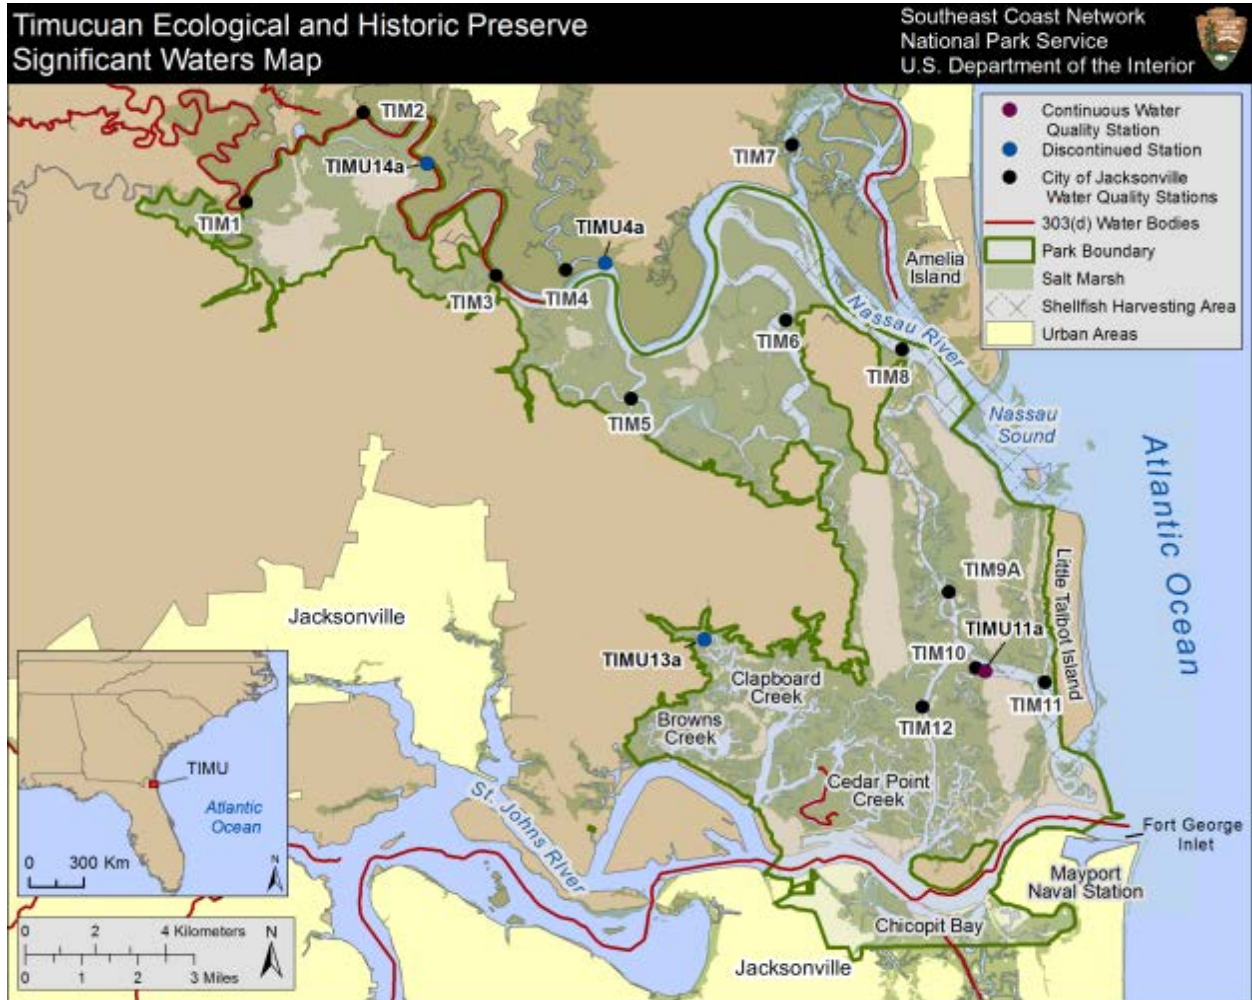 Timucuan Ecological and Historic Preserve
Significant Waters Map
Southeast Coast Network
National Park Service
U.S. Department of the Interior
Continuous Water
Quality Station
Discontinued Station
City of Jacksonville
Water Quality Stations
303(d) Water Bodies
Park Boundary
Salt Marsh
Shellfish Harvesting Area
Urban Areas
TIM2
TIMU14a
TIM7
TIM1
TIMU4a
Amelia
Island
TIM3
TIM4
Nassau River
TIM6
TIM8
TIM5
Nassau
Sound
Atlantic Ocean
TIM9A
Little Talbot Island
Jacksonville
TIMU11a
TIMU13a
TIM10
Clapboard
Creek
TIM11
Browns
Creek
TIM12
TIMU
Cedar Point
Creek
St. Johns River
Atlantic
Ocean
Fort George
Inlet
0 300 Km
N
Mayport
Naval Station
Chicopit Bay
0 2 4 Kilometers
N
0 1 2 3 Miles
Jacksonville